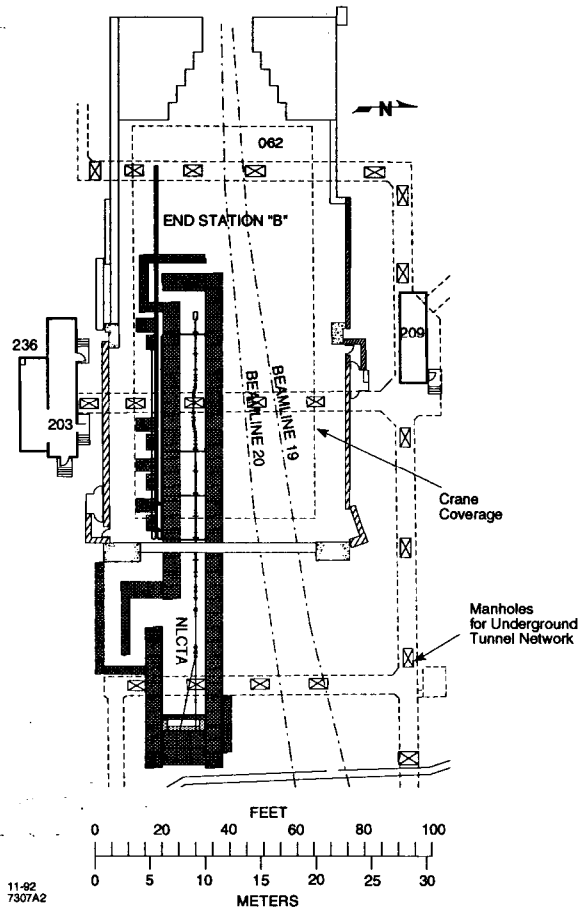 N
062
END STATION "B"
209
236
203
BEAMLINE 19
BEAMLINE 20
Crane
Coverage
NLCTA
Manholes
for Underground
Tunnel Network
FEET
0 20 40 60 80 100
0 5 10 15 20 25 30
METERS
11-92
7307A2